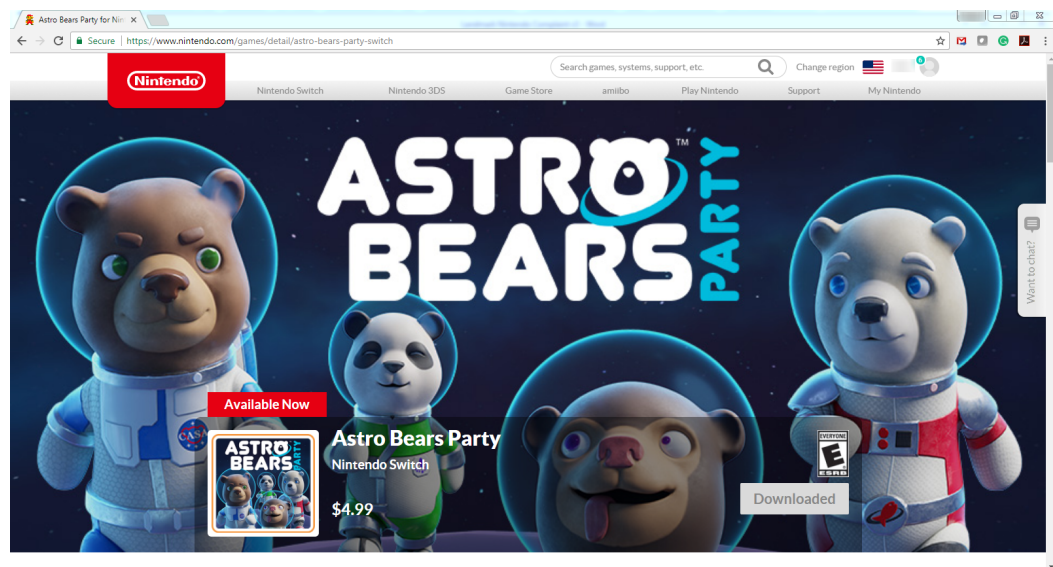 Astro Bears Party for Nin
Secure
https://www.nintendo.com/games/detail/astro-bears-party-switch
Nintendo
Search games, systems, support, etc.
Change region
6
Nintendo Switch
Nintendo 3DS
Game Store
amiibo
Play Nintendo
Support
My Nintendo
ASTRO
BEARS
PARTY
TM
Want to chat?
CASA
Available Now
ASTRO
BEARS
PARTY
Astro Bears Party
Nintendo Switch
$4.99
EVERYONE
E
ESRB
Downloaded